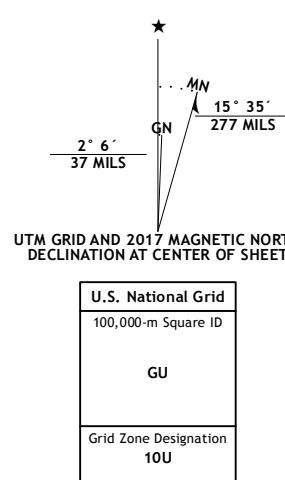 ★
MN
GN
15° 35´
277 MILS
2° 6´
37 MILS
UTM GRID AND 2017 MAGNETIC NORT
DECLINATION AT CENTER OF SHEET
U.S. National Grid
100,000-m Square ID
GU
Grid Zone Designation
10U